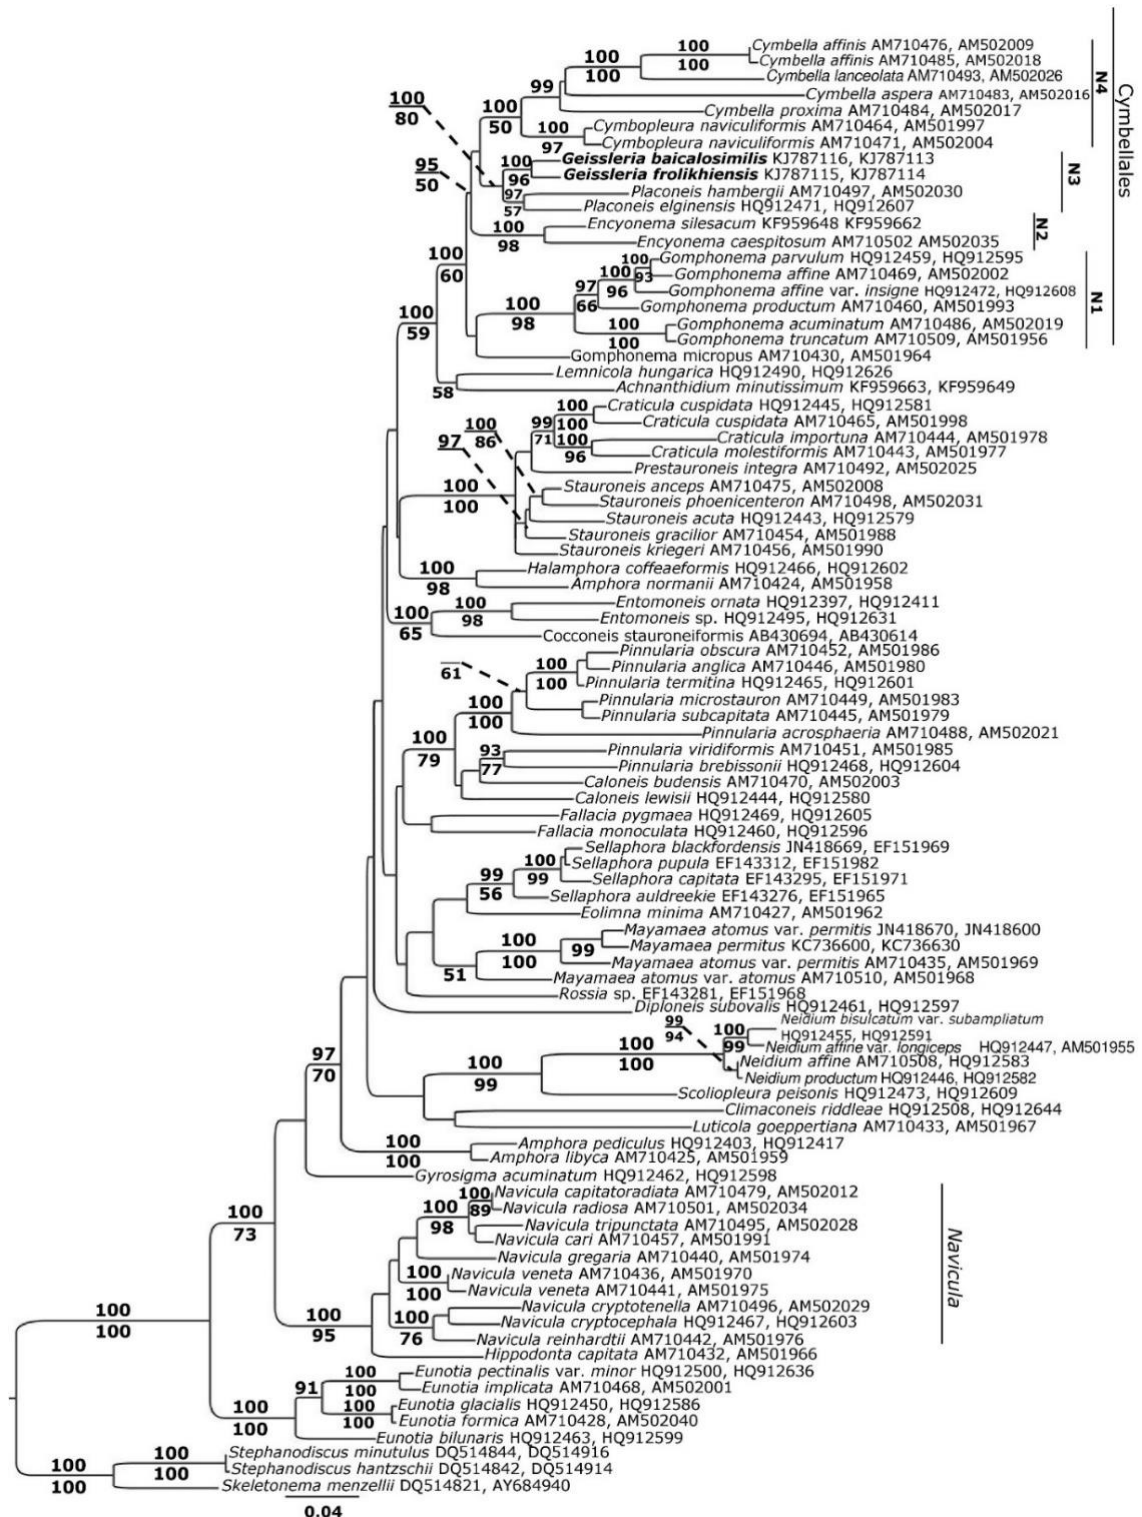 Cymbella affinis AM710476, AM502009
Cymbella affinis AM710485, AM502018
Cymbella lanceolata AM710493, AM502026
Cymbella aspera AM710483, AM502016
Cymbella proxima AM710484, AM502017
Cymbopleura naviculiformis AM710464, AM501997
Cymbopleura naviculiformis AM710471, AM502004
Geissleria baicalosimilis KJ787116, KJ787113
Geissleria frolikhiensis KJ787115, KJ787114
Placoneis hambergii AM710497, AM502030
Placoneis elginensis HQ912471, HQ912607
Encyonema silesacum KF959648 KF959662
Encyonema caespitosum AM710502 AM502035
Gomphonema parvulum HQ912459, HQ912595
Gomphonema affine AM710469, AM502002
Gomphonema affine var. insigne HQ912472, HQ912608
Gomphonema productum AM710460, AM501993
Gomphonema acuminatum AM710486, AM502019
Gomphonema truncatum AM710509, AM501956
Gomphonema micropus AM710430, AM501964
Lemnicola hungarica HQ912490, HQ912626
Achnanthidium minutissimum KF959663, KF959649
Craticula cuspidata HQ912445, HQ912581
Craticula cuspidata AM710465, AM501998
Craticula importuna AM710444, AM501978
Craticula molestiformis AM710443, AM501977
Prestauroneis integra AM710492, AM502025
Stauroneis anceps AM710475, AM502008
Stauroneis phoenicenteron AM710498, AM502031
Stauroneis acuta HQ912443, HQ912579
Stauroneis gracilior AM710454, AM501988
Stauroneis kriegeri AM710456, AM501990
Halamphora coffeaeformis HQ912466, HQ912602
Amphora normanii AM710424, AM501958
Entomoneis ornata HQ912397, HQ912411
Entomoneis sp. HQ912495, HQ912631
Cocconeis stauroneiformis AB430694, AB430614
Pinnularia obscura AM710452, AM501986
Pinnularia anglica AM710446, AM501980
Pinnularia termitina HQ912465, HQ912601
Pinnularia microstauron AM710449, AM501983
Pinnularia subcapitata AM710445, AM501979
Pinnularia acrosphaeria AM710488, AM502021
Pinnularia viridiformis AM710451, AM501985
Pinnularia brebissonii HQ912468, HQ912604
Caloneis budensis AM710470, AM502003
Caloneis lewisii HQ912444, HQ912580
Fallacia pygmaea HQ912469, HQ912605
Fallacia monoculata HQ912460, HQ912596
Sellaphora blackfordensis JN418669, EF151969
Sellaphora pupula EF143312, EF151982
Sellaphora capitata EF143295, EF151971
Sellaphora auldreekie EF143276, EF151965
Eolimna minima AM710427, AM501962
Mayamaea atomus var. permitis JN418670, JN418600
Mayamaea permitus KC736600, KC736630
Mayamaea atomus var. permitis AM710435, AM501969
Mayamaea atomus var. atomus AM710510, AM501968
Rossia sp. EF143281, EF151968
Diploneis subovalis HQ912461, HQ912597
Neidium bisulcatum var. subampliatum
HQ912455, HQ912591
Neidium affine var. longiceps HQ912447, AM501955
Neidium affine AM710508, HQ912583
Neidium productum HQ912446, HQ912582
Scoliopleura peisonis HQ912473, HQ912609
Climaconeis riddleae HQ912508, HQ912644
Luticola goeppertiana AM710433, AM501967
Amphora pediculus HQ912403, HQ912417
Amphora libyca AM710425, AM501959
Gyrosigma acuminatum HQ912462, HQ912598
Navicula capitatoradiata AM710479, AM502012
Navicula radiosa AM710501, AM502034
Navicula tripunctata AM710495, AM502028
Navicula cari AM710457, AM501991
Navicula gregaria AM710440, AM501974
Navicula veneta AM710436, AM501970
Navicula veneta AM710441, AM501975
Navicula cryptotenella AM710496, AM502029
Navicula cryptocephala HQ912467, HQ912603
Navicula reinhardtii AM710442, AM501976
Hippodonta capitata AM710432, AM501966
Eunotia pectinalis var. minor HQ912500, HQ912636
Eunotia implicata AM710468, AM502001
Eunotia glacialis HQ912450, HQ912586
Eunotia formica AM710428, AM502040
Eunotia bilunaris HQ912463, HQ912599
Stephanodiscus minutulus DQ514844, DQ514916
Stephanodiscus hantzschii DQ514842, DQ514914
Skeletonema menzellii DQ514821, AY684940
0.04
N4
N3
N2
N1
Cymbellales
Navicula
100
100
100
100
99
100
50
100
97
100
80
100
96
97
57
95
50
100
98
100
60
100
93
100
96
97
66
100
98
100
100
100
59
58
100
100
99
71
100
96
100
86
97
100
100
100
98
100
98
100
65
61
100
100
100
100
100
79
93
77
100
99
99
56
99
100
100
51
99
94
100
99
100
100
100
99
97
70
100
100
100
89
100
98
100
100
100
76
100
95
100
73
100
100
91
100
100
100
100
100
100
100
100
100
100